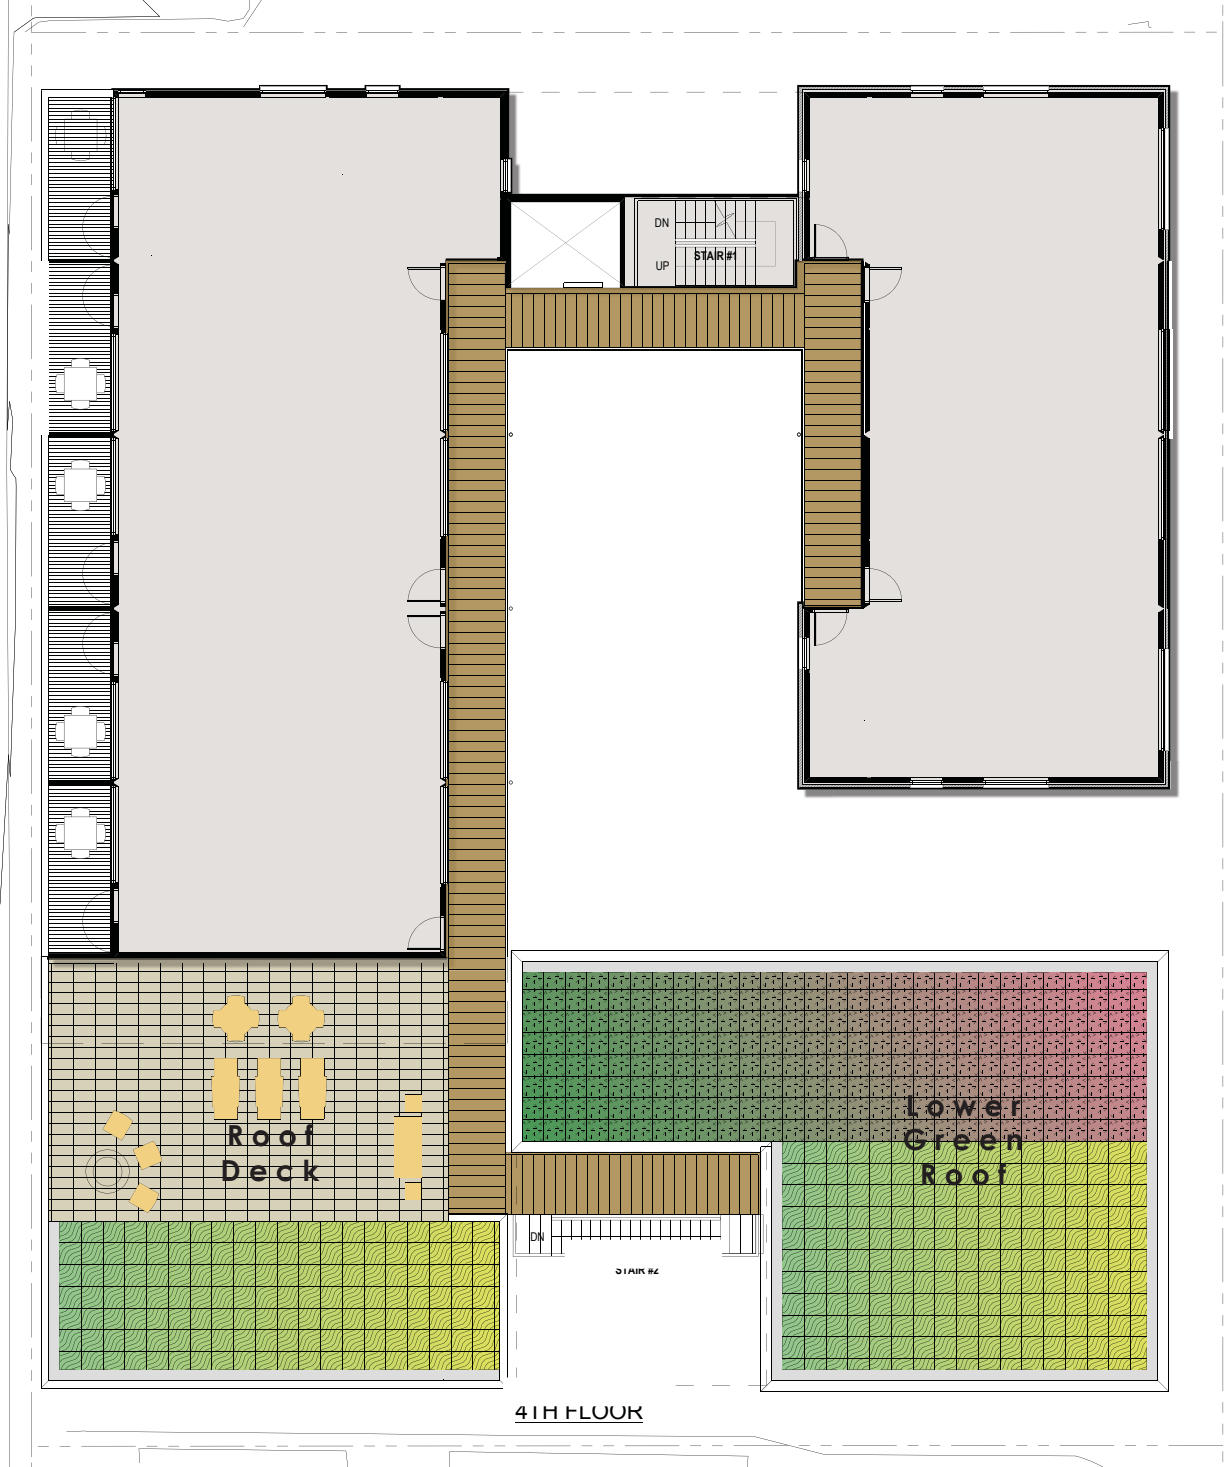 DN
STAIR #1
UP
Roof
Deck
Lower
Green
Roof
DN
STAIR #2
4TH FLOOR